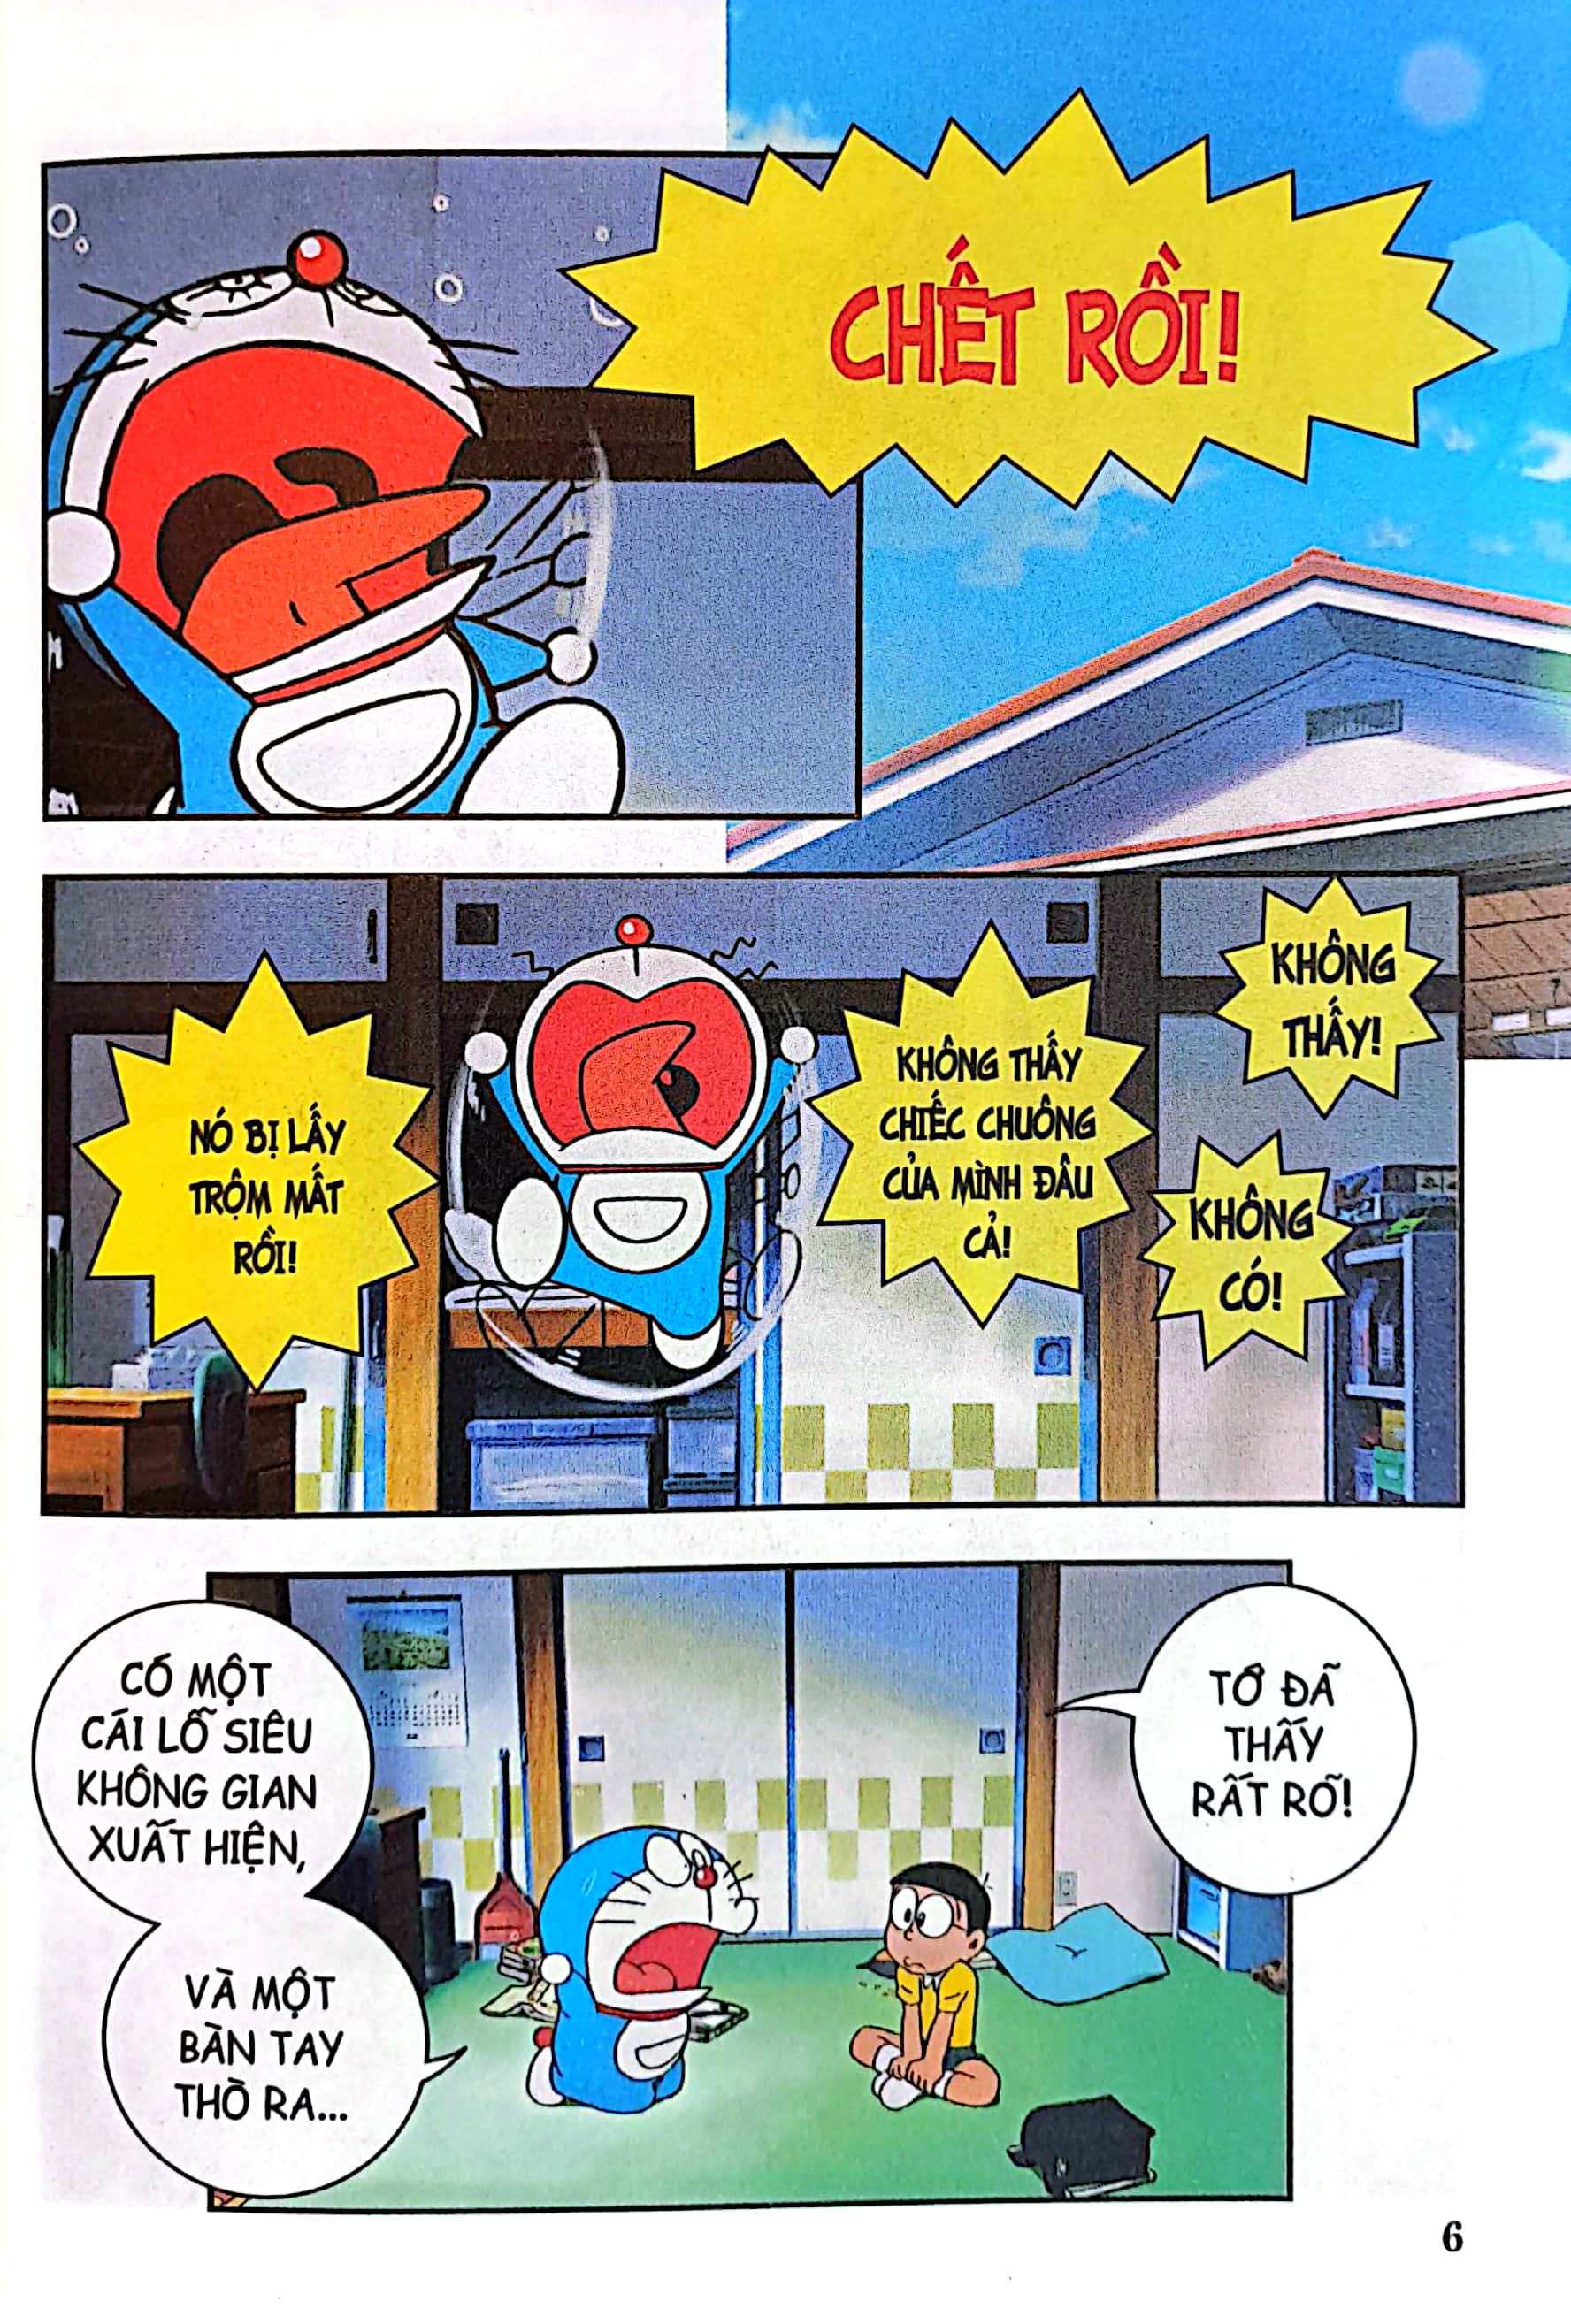 CHẾT RỒI!
KHÔNG
THẤY!
KHÔNG
CÓ!
KHÔNG THẤY
CHIẾC CHUÔNG
CỦA MÌNH ĐÂU
CẢ!
NÓ BỊ LẤY
TRỘM MẤT
RỒI!
TỚ ĐÃ
THẤY
RẤT RÕ!
CÓ MỘT
CÁI LỖ SIÊU
KHÔNG GIAN
XUẤT HIỆN,
VÀ MỘT
BÀN TAY
THÒ RA...
6